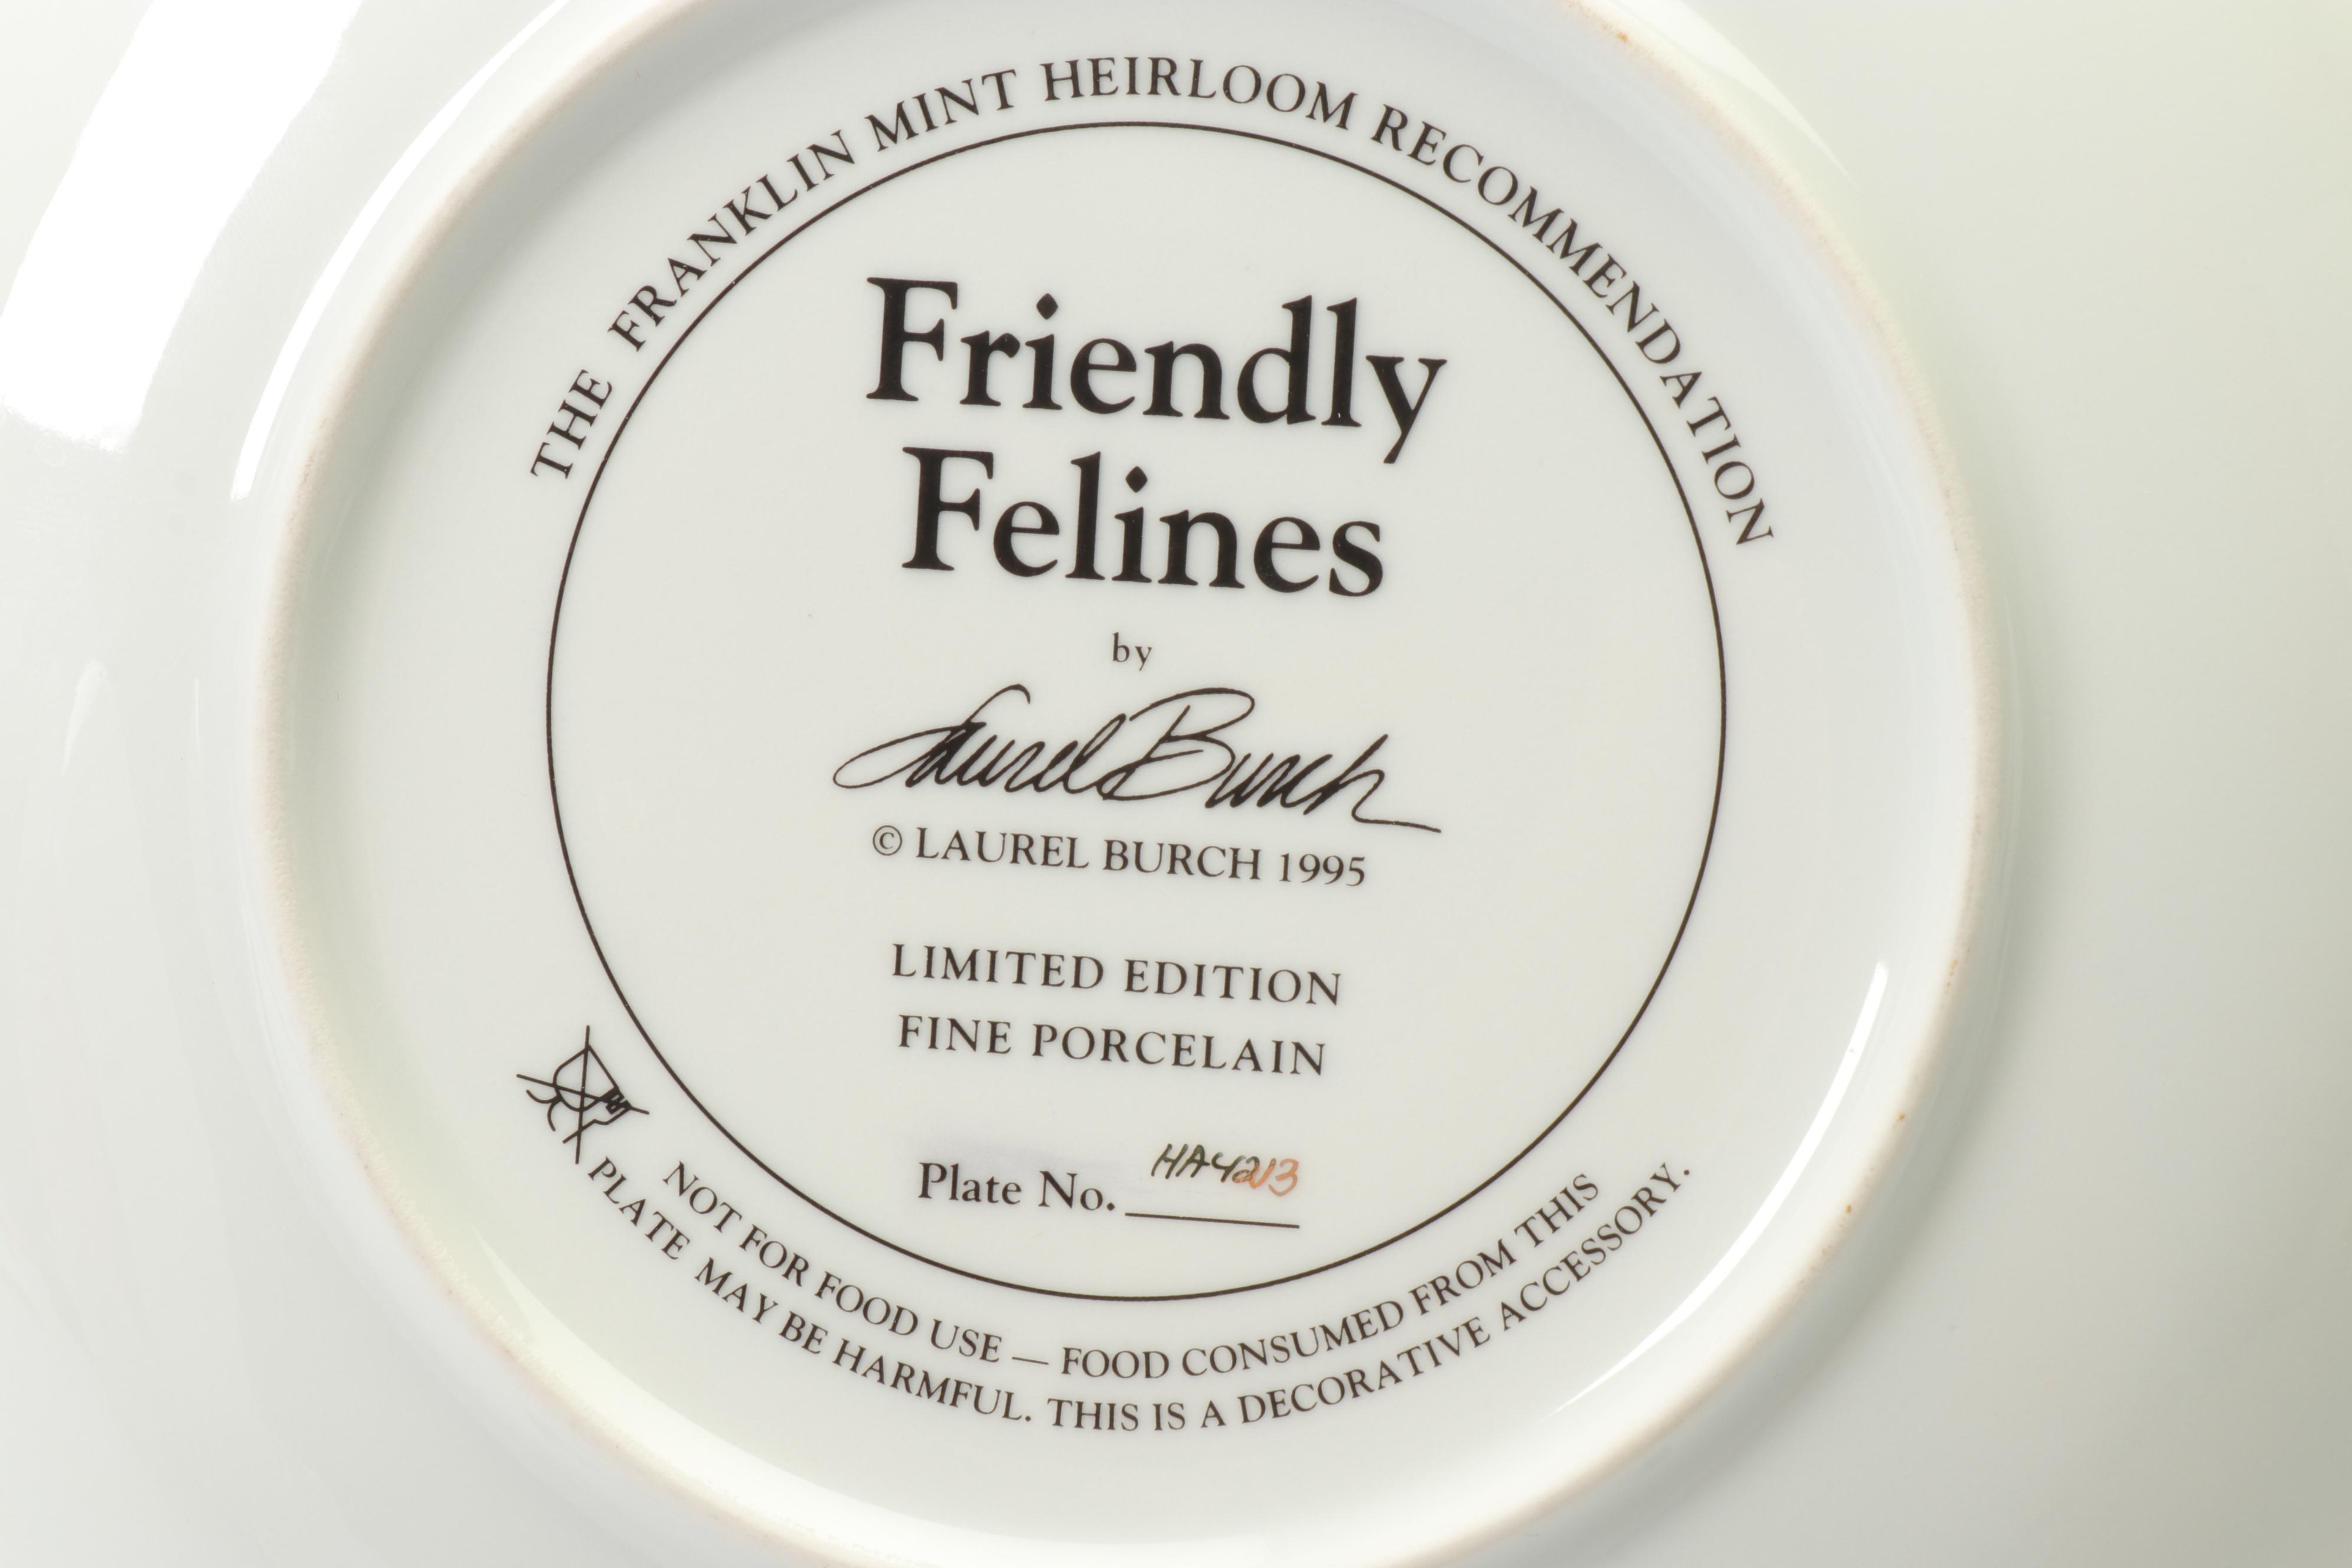 THE FRANKLIN MINT HEIRLOOM RECOMMENDATION
Friendly
Felines
by
Laurel Burch
© LAUREL BURCH 1995
LIMITED EDITION
FINE PORCELAIN
Plate No.
NOT FOR FOOD USE — FOOD CONSUMED FROM THIS
PLATE MAY BE HARMFUL. THIS IS A DECORATIVE ACCESSORY.